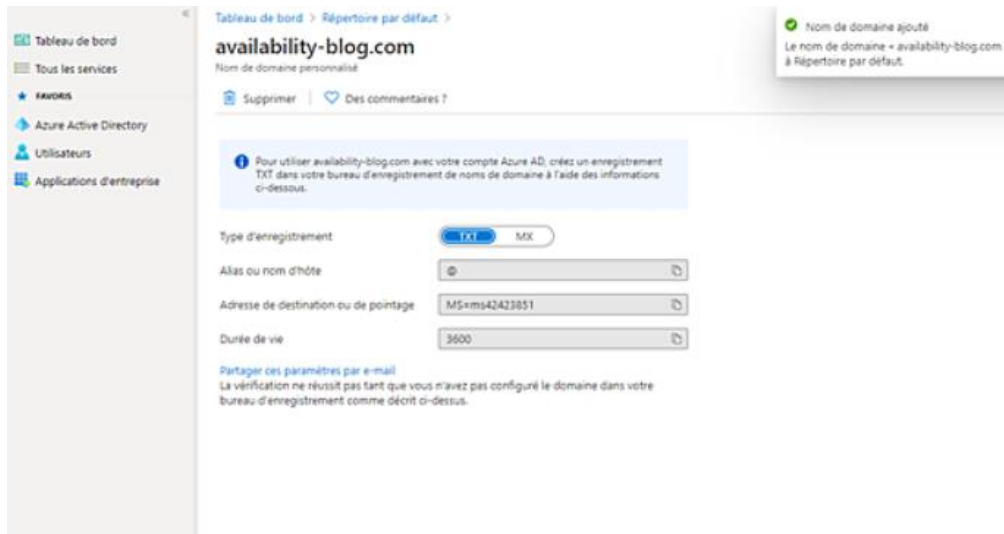 «
Tableau de bord
Tous les services
FAVORIS
Azure Active Directory
Utilisateurs
Applications d'entreprise
Tableau de bord > Répertoire par défaut >
availability-blog.com
Nom de domaine personnalisé
Supprimer
Des commentaires ?
Pour utiliser availability-blog.com avec votre compte Azure AD, créez un enregistrement
TXT dans votre bureau d'enregistrement de noms de domaine à l'aide des informations
ci-dessous.
Type d'enregistrement TXT MX
Alias ou nom d'hôte @
Adresse de destination ou de pointage MS=ms42423851
Durée de vie 3600
Partager ces paramètres par e-mail
La vérification ne réussit pas tant que vous n'avez pas configuré le domaine dans votre
bureau d'enregistrement comme décrit ci-dessus.
Nom de domaine ajouté
Le nom de domaine « availability-blog.com
à Répertoire par défaut.